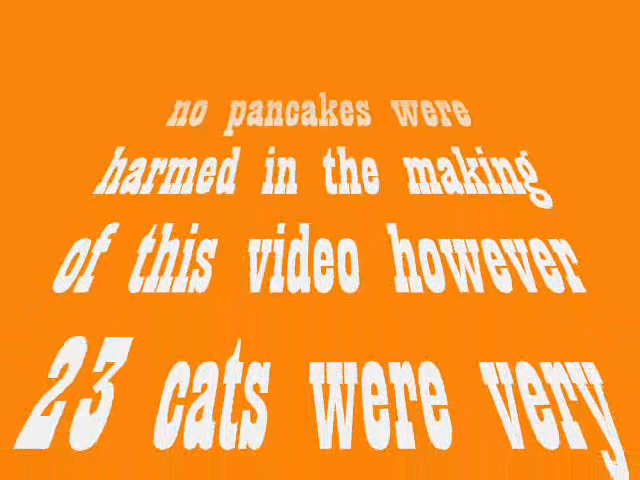 no pancakes were
harmed in the making
of this video however
23 cats were very